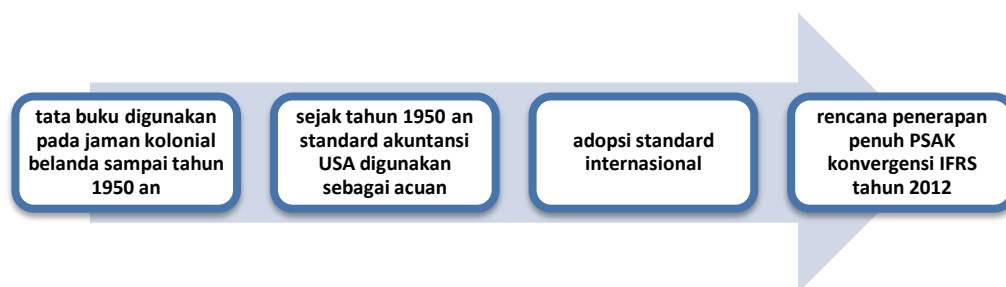 tata buku digunakan
pada jaman kolonial
belanda sampai tahun
1950 an
sejak tahun 1950 an
standard akuntansi
USA digunakan
sebagai acuan
adopsi standard
internasional
rencana penerapan
penuh PSAK
konvergensi IFRS
tahun 2012